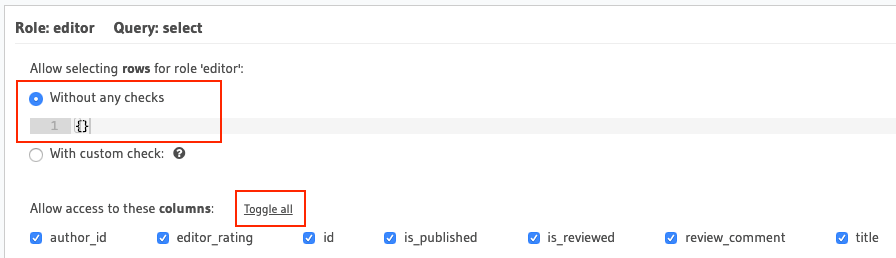 Role: editor Query: select
Allow selecting rows for role 'editor':
Without any checks
1 {}
With custom check: ?
Allow access to these columns: Toggle all
author_id editor_rating id is_published is_reviewed review_comment title